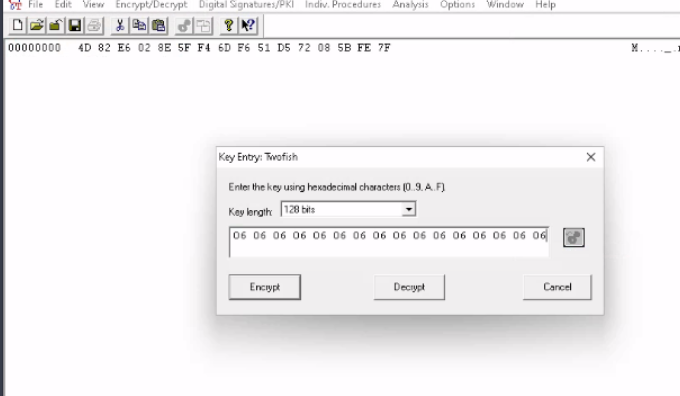 File Edit View Encrypt/Decrypt Digital Signatures/PKI Indiv. Procedures Analysis Options Window Help
00000000 4D 82 E6 02 8E 5F F4 6D F6 51 D5 72 08 5B FE 7F M...._.
Key Entry: Twofish
Enter the key using hexadecimal characters (0..9, A..F).
Key length: 128 bits
06 06 06 06 06 06 06 06 06 06 06 06 06 06 06 06
Encrypt Decrypt Cancel